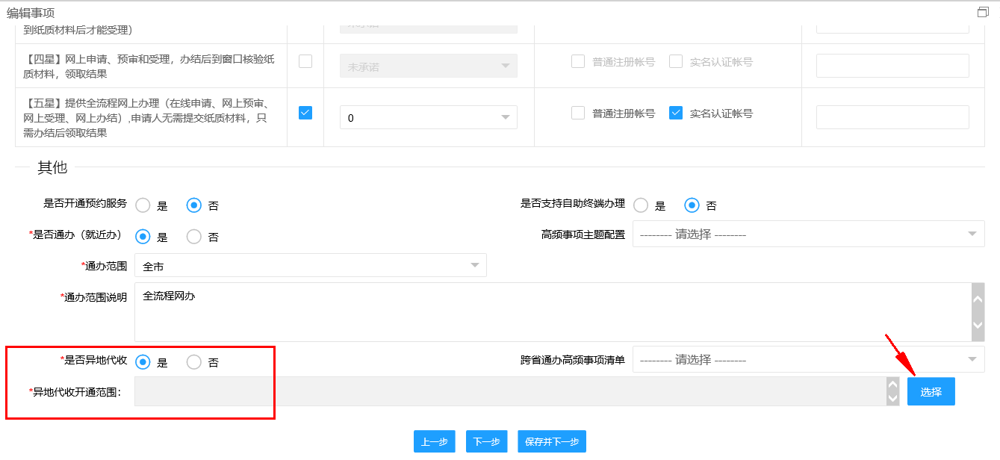 编辑事项
到纸质材料后才能受理)
【四星】网上申请、预审和受理，办结后到窗口核验纸
质材料，领取结果
未承诺
普通注册帐号
实名认证帐号
【五星】提供全流程网上办理（在线申请、网上预审、
网上受理、网上办结）,申请人无需提交纸质材料，只
需办结后领取结果
0
普通注册帐号
实名认证帐号
其他
是否开通预约服务 是 否
是否支持自助终端办理 是 否
*是否通办（就近办） 是 否
高频事项主题配置 -------- 请选择 --------
*通办范围 全市
*通办范围说明 全流程网办
*是否异地代收 是 否
跨省通办高频事项清单 -------- 请选择 --------
*异地代收开通范围：
选择
上一步 下一步 保存并下一步